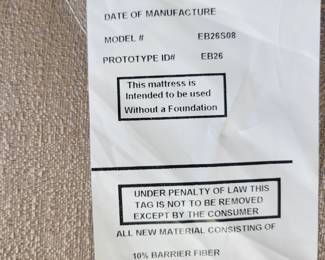 DATE OF MANUFACTURE
MODEL # EB26S08
PROTOTYPE ID# EB26
This mattress is
Intended to be used
Without a Foundation
UNDER PENALTY OF LAW THIS
TAG IS NOT TO BE REMOVED
EXCEPT BY THE CONSUMER
ALL NEW MATERIAL CONSISTING OF
10% BARRIER FIBER